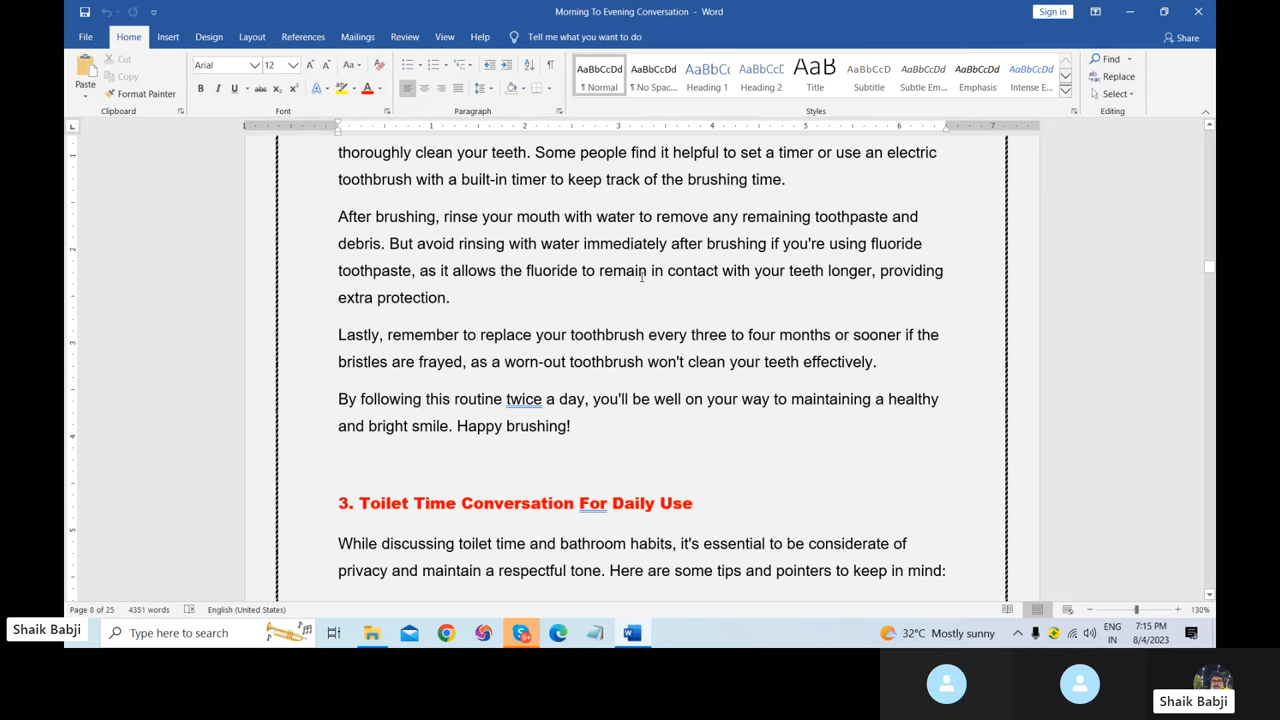 Morning To Evening Conversation - Word
Sign in
File Home Insert Design Layout References Mailings Review View Help Tell me what you want to do
Share
Cut
Copy
Format Painter
Paste
Clipboard
Arial 12
Font
Paragraph
AaBbCcDd AaBbCcDd AaBbCc AaBbCcC AaB AaBbCcD AaBbCcDd AaBbCcDd AaBbCcDd
¶ Normal ¶ No Spac... Heading 1 Heading 2 Title Subtitle Subtle Em... Emphasis Intense E...
Styles
Find
Replace
Select
Editing
1 1 2 3 4 5 6 7
thoroughly clean your teeth. Some people find it helpful to set a timer or use an electric
toothbrush with a built-in timer to keep track of the brushing time.
After brushing, rinse your mouth with water to remove any remaining toothpaste and
debris. But avoid rinsing with water immediately after brushing if you're using fluoride
toothpaste, as it allows the fluoride to remain in contact with your teeth longer, providing
extra protection.
Lastly, remember to replace your toothbrush every three to four months or sooner if the
bristles are frayed, as a worn-out toothbrush won't clean your teeth effectively.
By following this routine twice a day, you'll be well on your way to maintaining a healthy
and bright smile. Happy brushing!
3. Toilet Time Conversation For Daily Use
While discussing toilet time and bathroom habits, it's essential to be considerate of
privacy and maintain a respectful tone. Here are some tips and pointers to keep in mind:
Page 8 of 25 4351 words English (United States)
130%
Shaik Babji
Type here to search
32°C Mostly sunny
ENG
IN
7:15 PM
8/4/2023
Shaik Babji